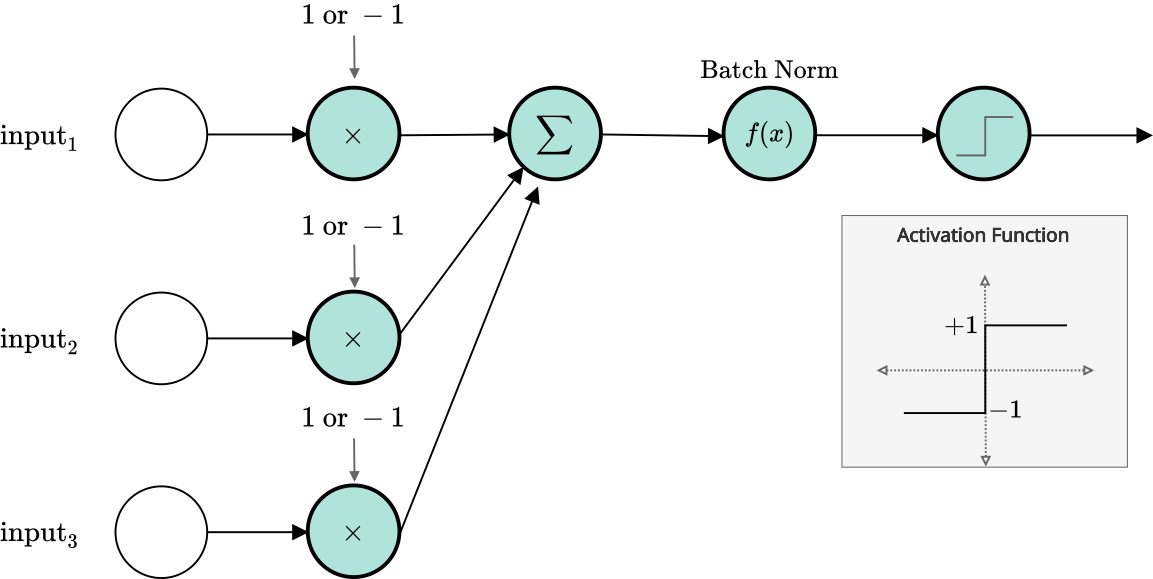 1 or − 1
Batch Norm
input₁
×
∑
f(x)
1 or − 1
Activation Function
input₂
×
+1
−1
1 or − 1
input₃
×